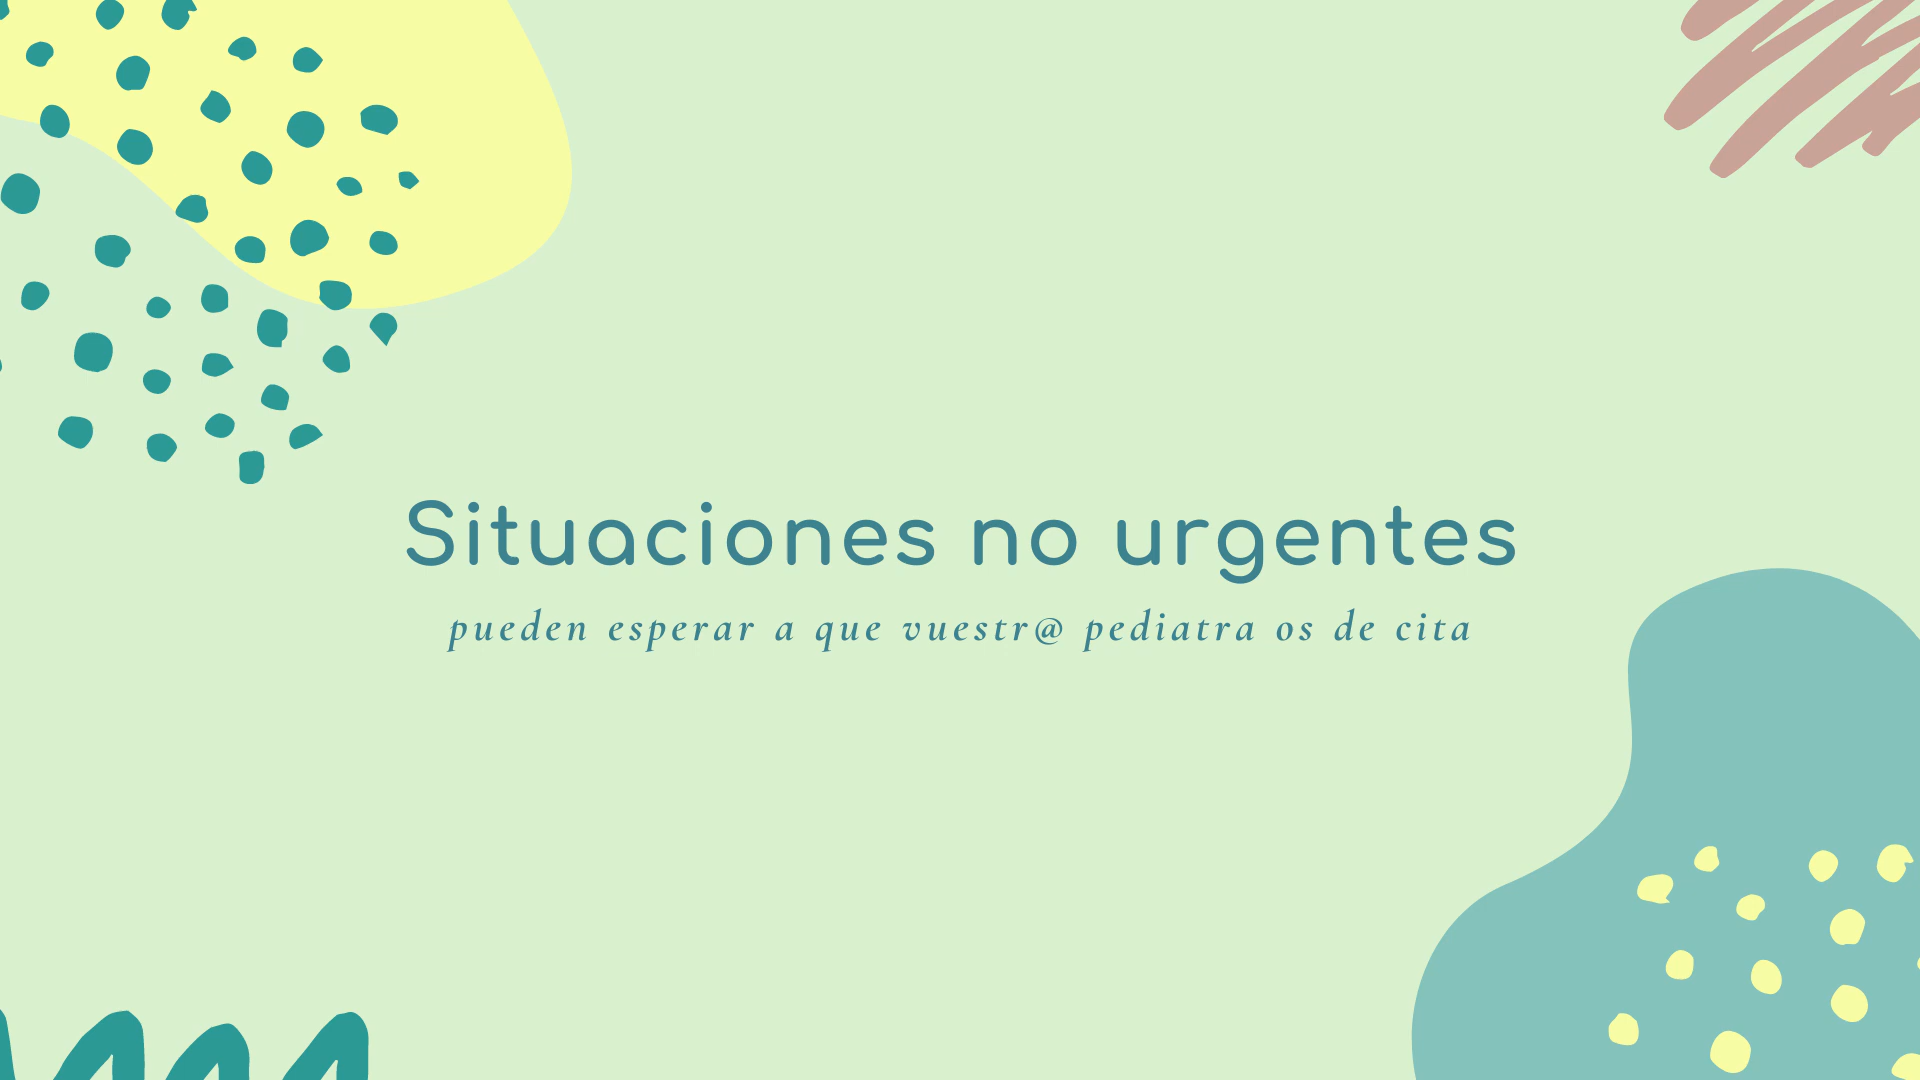 Situaciones no urgentes
pueden esperar a que vuestr@ pediatra os de cita